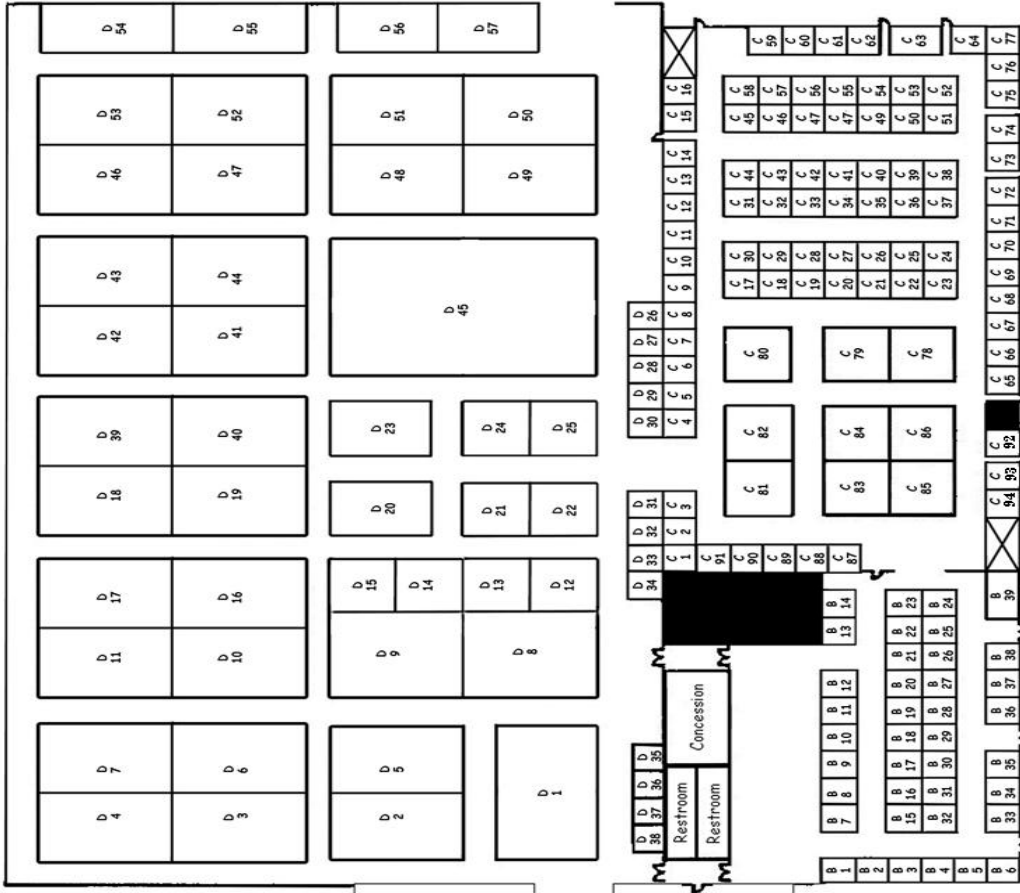 D 54
D 55
D 56
D 57
D 53
D 52
D 51
D 50
D 46
D 47
D 48
D 49
D 43
D 44
D 42
D 41
D 45
D 39
D 40
D 18
D 19
D 23
D 24
D 25
D 20
D 21
D 22
D 17
D 16
D 11
D 10
D 15
D 14
D 13
D 12
D 9
D 8
D 7
D 6
D 4
D 3
D 5
D 2
D 1
D 26
D 27
D 28
D 29
D 30
D 31
D 32
D 33
D 34
D 35
D 36
D 37
D 38
C 16
C 15
C 14
C 13
C 12
C 11
C 10
C 9
C 8
C 7
C 6
C 5
C 4
C 3
C 2
C 1
C 91
C 90
C 89
C 88
C 87
C 59
C 60
C 61
C 62
C 63
C 64
C 77
C 76
C 75
C 74
C 73
C 72
C 71
C 70
C 69
C 68
C 67
C 66
C 65
C 92
C 93
C 94
C 58
C 57
C 56
C 55
C 54
C 53
C 52
C 45
C 46
C 47
C 47
C 49
C 50
C 51
C 44
C 43
C 42
C 41
C 40
C 39
C 38
C 31
C 32
C 33
C 34
C 35
C 36
C 37
C 30
C 29
C 28
C 27
C 26
C 25
C 24
C 17
C 18
C 19
C 20
C 21
C 22
C 23
C 80
C 79
C 78
C 82
C 84
C 86
C 81
C 83
C 85
Concession
Restroom
Restroom
B 14
B 13
B 12
B 11
B 10
B 9
B 8
B 7
B 23
B 24
B 22
B 25
B 21
B 26
B 20
B 27
B 19
B 28
B 18
B 29
B 17
B 30
B 16
B 31
B 15
B 32
B 39
B 38
B 37
B 36
B 35
B 34
B 33
B 1
B 2
B 3
B 4
B 5
B 6